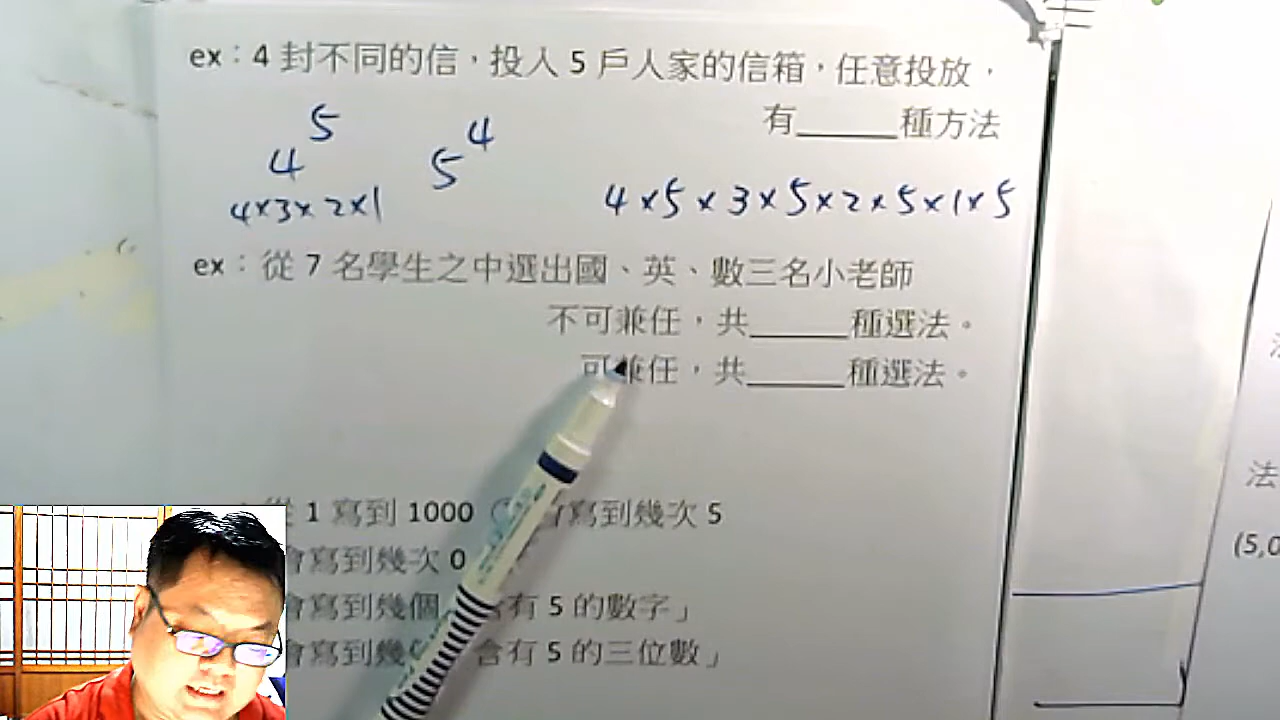 ex：4 封不同的信，投入 5 戶人家的信箱，任意投放，
有______種方法
4^5 5^4
4×3×2×1
4×5×3×5×2×5×1×5
ex：從 7 名學生之中選出國、英、數三名小老師
不可兼任，共______種選法。
可兼任，共______種選法。
從 1 寫到 1000 會寫到幾次 5
會寫到幾次 0
會寫到幾個 含有 5 的數字」
會寫到幾 含有 5 的三位數」
法
(5,0